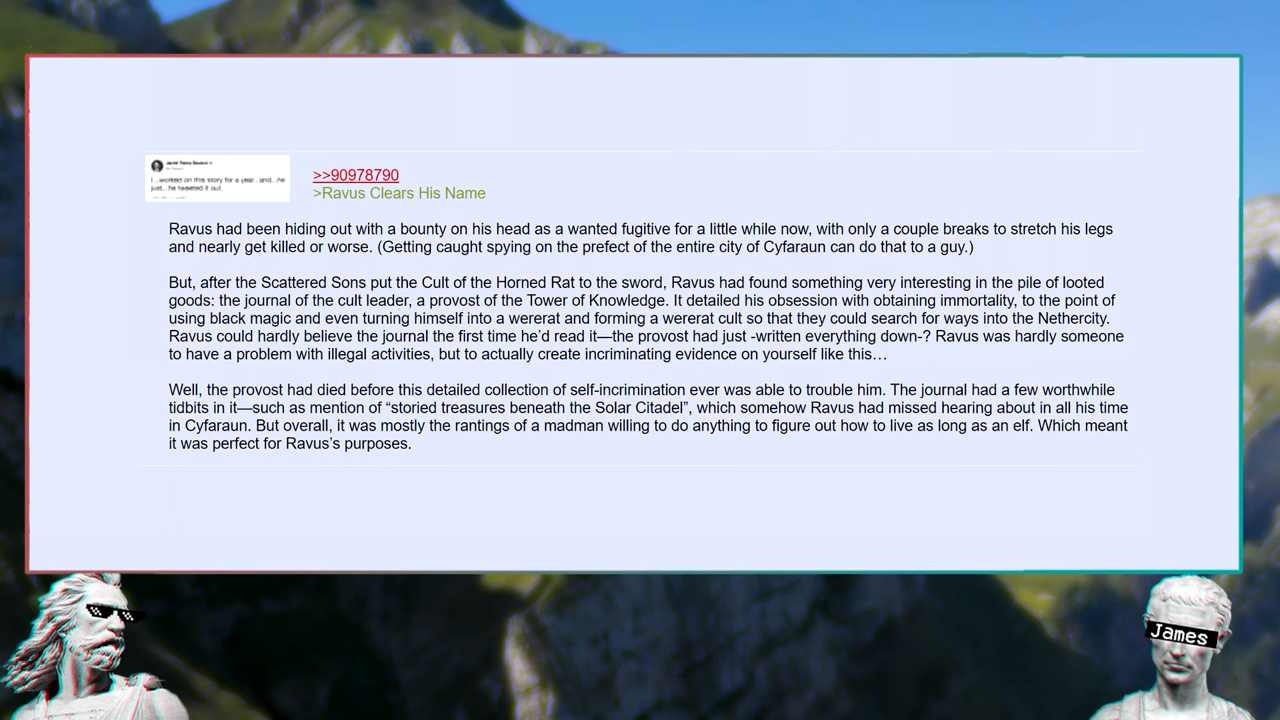 I...worked on this story for a year...and...he
just...he tweeted it out.
>>90978790
>Ravus Clears His Name
Ravus had been hiding out with a bounty on his head as a wanted fugitive for a little while now, with only a couple breaks to stretch his legs
and nearly get killed or worse. (Getting caught spying on the prefect of the entire city of Cyfaraun can do that to a guy.)
But, after the Scattered Sons put the Cult of the Horned Rat to the sword, Ravus had found something very interesting in the pile of looted
goods: the journal of the cult leader, a provost of the Tower of Knowledge. It detailed his obsession with obtaining immortality, to the point of
using black magic and even turning himself into a wererat and forming a wererat cult so that they could search for ways into the Nethercity.
Ravus could hardly believe the journal the first time he’d read it—the provost had just -written everything down-? Ravus was hardly someone
to have a problem with illegal activities, but to actually create incriminating evidence on yourself like this…
Well, the provost had died before this detailed collection of self-incrimination ever was able to trouble him. The journal had a few worthwhile
tidbits in it—such as mention of “storied treasures beneath the Solar Citadel”, which somehow Ravus had missed hearing about in all his time
in Cyfaraun. But overall, it was mostly the rantings of a madman willing to do anything to figure out how to live as long as an elf. Which meant
it was perfect for Ravus’s purposes.
James